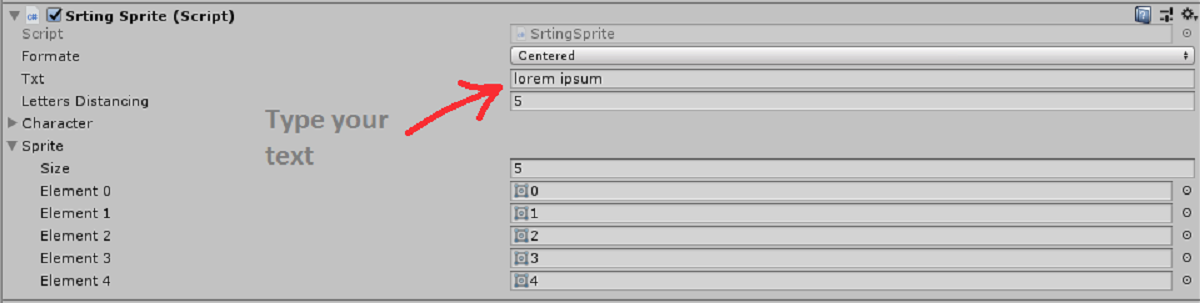 Srting Sprite (Script)
Script SrtingSprite
Formate Centered
Txt lorem ipsum
Letters Distancing 5
Character
Type your
text
Sprite
Size 5
Element 0 0
Element 1 1
Element 2 2
Element 3 3
Element 4 4